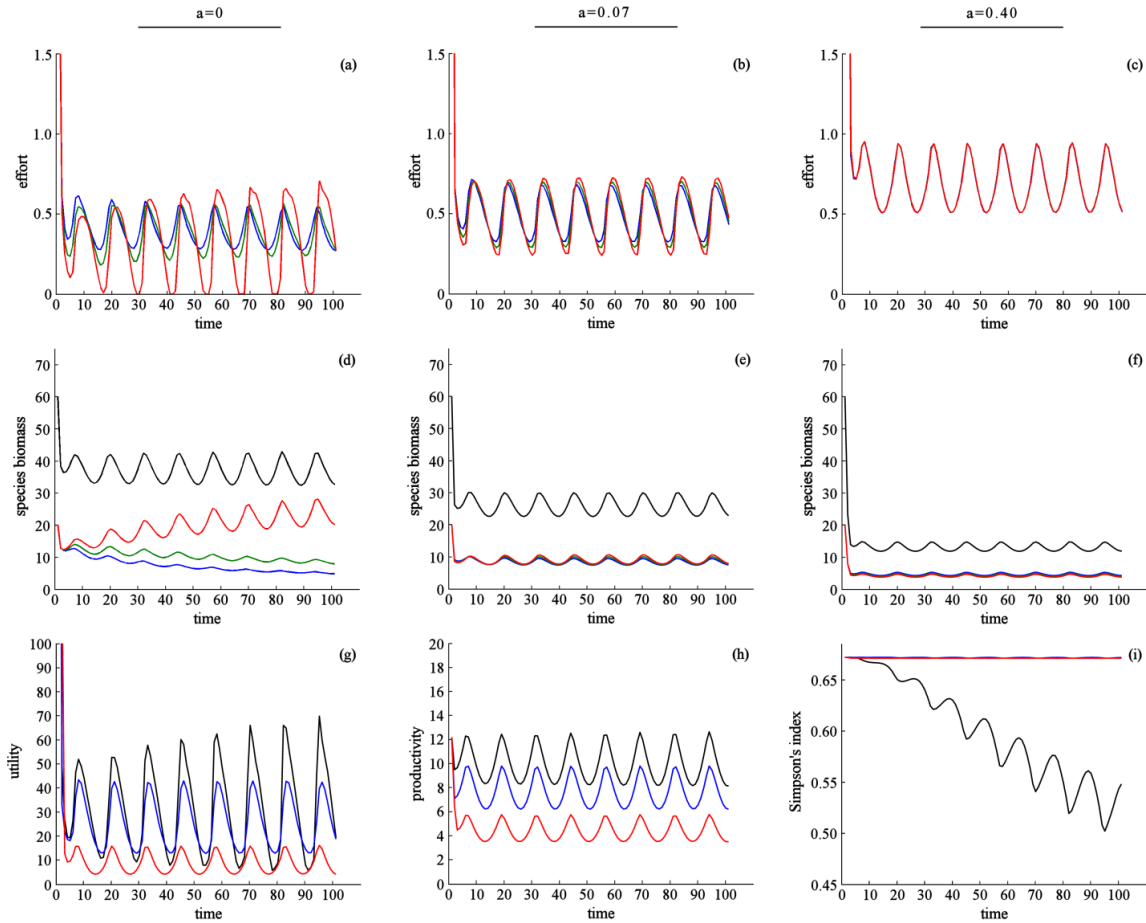 a=0 a=0.07 a=0.40
(a) (b) (c)
1.5 1.5 1.5
1.0 1.0 1.0
0.5 0.5 0.5
0 0 0
effort effort effort
0 10 20 30 40 50 60 70 80 90 100 0 10 20 30 40 50 60 70 80 90 100 0 10 20 30 40 50 60 70 80 90 100
time time time
(d) (e) (f)
70 70 70
60 60 60
50 50 50
40 40 40
30 30 30
20 20 20
10 10 10
0 0 0
species biomass species biomass species biomass
0 10 20 30 40 50 60 70 80 90 100 0 10 20 30 40 50 60 70 80 90 100 0 10 20 30 40 50 60 70 80 90 100
time time time
(g) (h) (i)
100
90
80
70
60
50
40
30
20
10
0
utility
0 10 20 30 40 50 60 70 80 90 100
time
20
18
16
14
12
10
8
6
4
2
0
productivity
0 10 20 30 40 50 60 70 80 90 100
time
0.65
0.60
0.55
0.50
0.45
Simpson's index
0 10 20 30 40 50 60 70 80 90 100
time